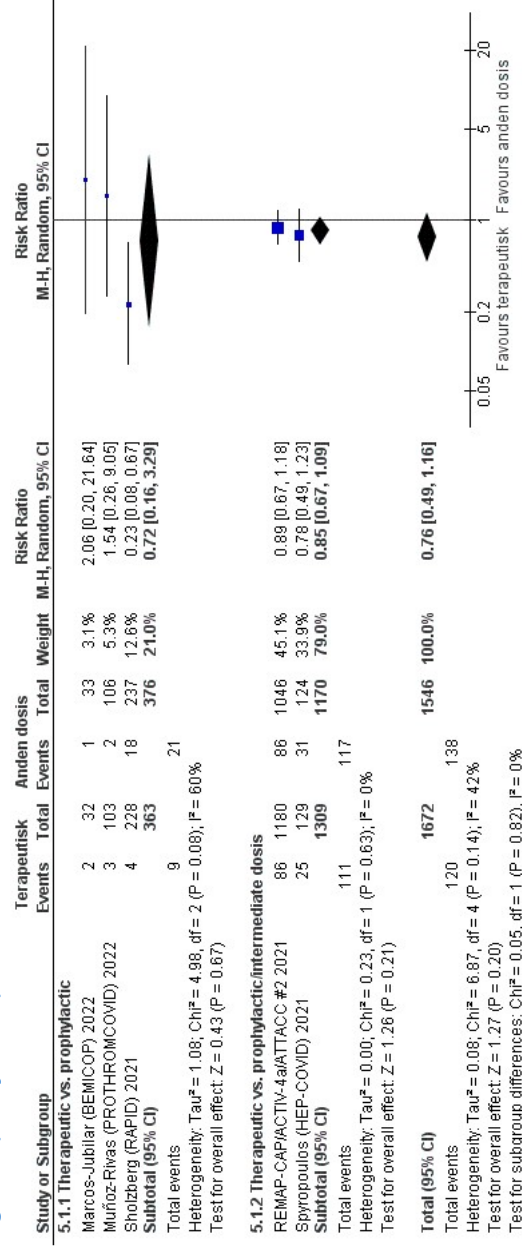 Terapeutisk Anden dosis Risk Ratio Risk Ratio
Study or Subgroup Events Total Events Total Weight M-H, Random, 95% CI M-H, Random, 95% CI
5.1.1 Therapeutic vs. prophylactic
Marcos-Jubilar (BEMICOP) 2022 2 32 1 33 3.1% 2.06 [0.20, 21.64]
Muñoz-Rivas (PROTHROMCOVID) 2022 3 103 2 106 5.3% 1.54 [0.26, 9.05]
Sholzberg (RAPID) 2021 4 228 18 237 12.6% 0.23 [0.08, 0.67]
Subtotal (95% CI) 363 376 21.0% 0.72 [0.16, 3.29]
Total events 9 21
Heterogeneity: Tau² = 1.08; Chi² = 4.98, df = 2 (P = 0.08); I² = 60%
Test for overall effect: Z = 0.43 (P = 0.67)
5.1.2 Therapeutic vs. prophylactic/intermediate dosis
REMAP-CAP/ACTIV-4a/ATTACC #2 2021 86 1180 86 1046 45.1% 0.89 [0.67, 1.18]
Spyropoulos (HEP-COVID) 2021 25 129 31 124 33.9% 0.78 [0.49, 1.23]
Subtotal (95% CI) 1309 1170 79.0% 0.85 [0.67, 1.09]
Total events 111 117
Heterogeneity: Tau² = 0.00; Chi² = 0.23, df = 1 (P = 0.63); I² = 0%
Test for overall effect: Z = 1.26 (P = 0.21)
Total (95% CI) 1672 1546 100.0% 0.76 [0.49, 1.16]
Total events 120 138
Heterogeneity: Tau² = 0.08; Chi² = 6.87, df = 4 (P = 0.14); I² = 42%
Test for overall effect: Z = 1.27 (P = 0.20)
Test for subgroup differences: Chi² = 0.05, df = 1 (P = 0.82), I² = 0%
0.05 0.2 1 5 20
Favours terapeutisk Favours anden dosis